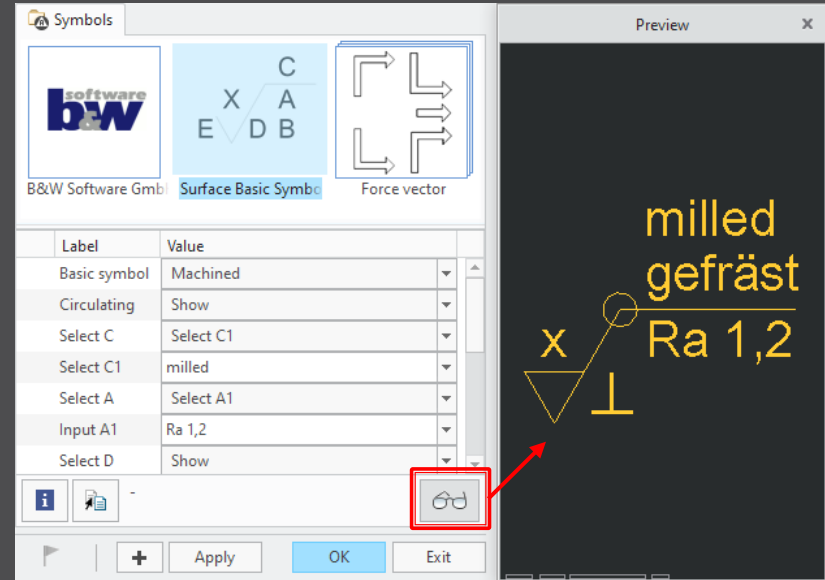 Symbols
Preview
x
software
b&w
C
X A
E D B
B&W Software Gmb
Surface Basic Symbo
Force vector
Label Value
Basic symbol Machined
Circulating Show
Select C Select C1
Select C1 milled
Select A Select A1
Input A1 Ra 1,2
Select D Show
i
-
+ Apply OK Exit
milled
gefräst
x Ra 1,2